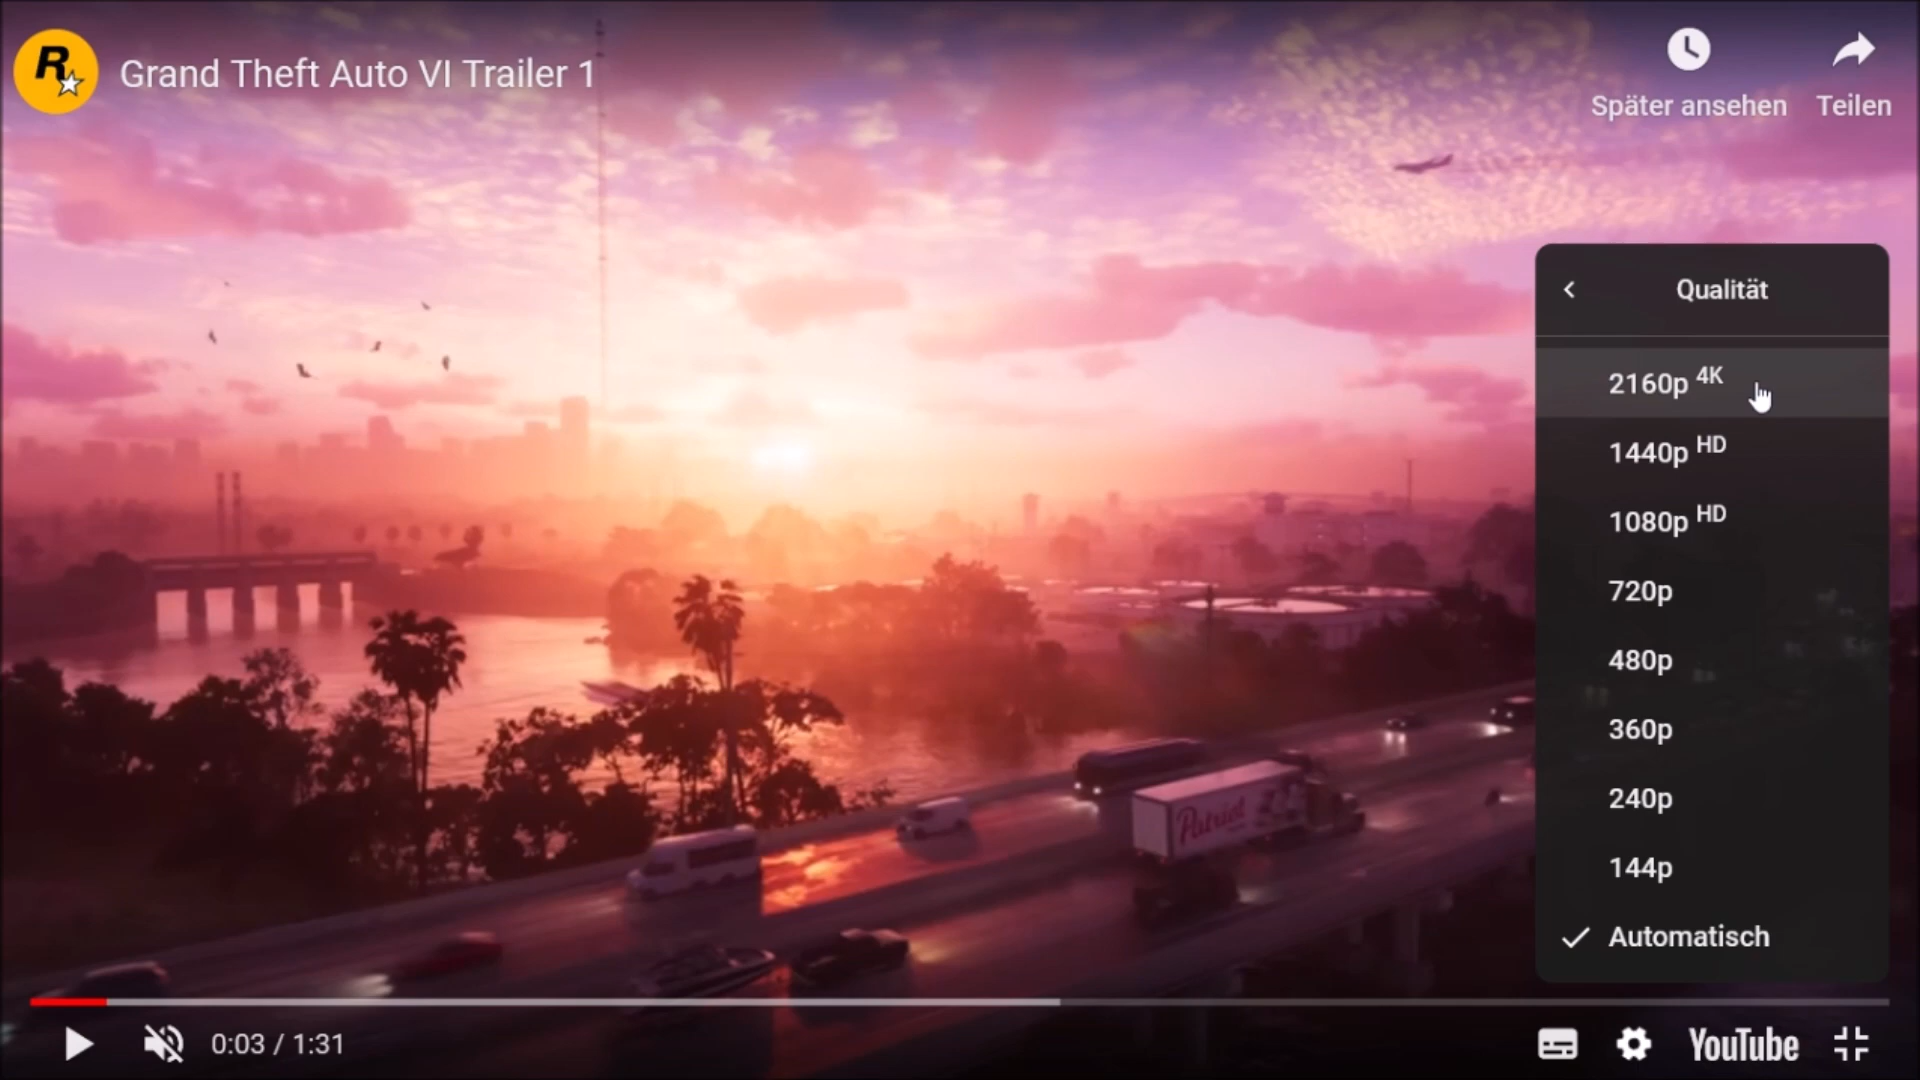 R
Grand Theft Auto VI Trailer 1
Später ansehen
Teilen
Qualität
2160p 4K
1440p HD
1080p HD
720p
480p
360p
240p
144p
Automatisch
Patriot
0:03 / 1:31
YouTube